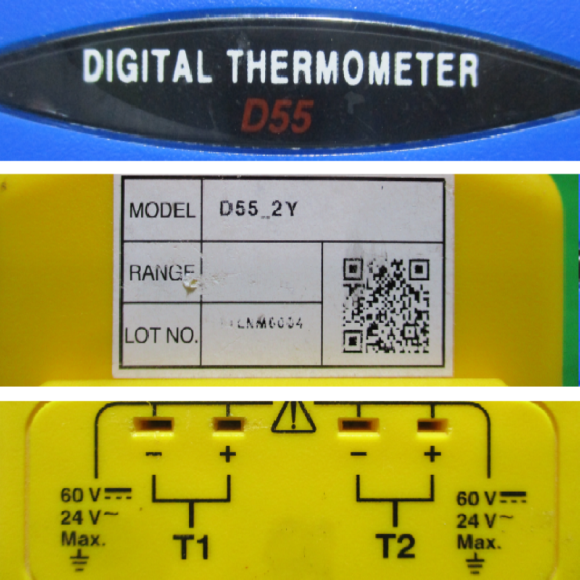 DIGITAL THERMOMETER
D55
MODEL D55_2Y
RANGE
LOT NO.
~ + − +
60 V⎓ 60 V⎓
24 V~ 24 V~
Max. T1 T2 Max.